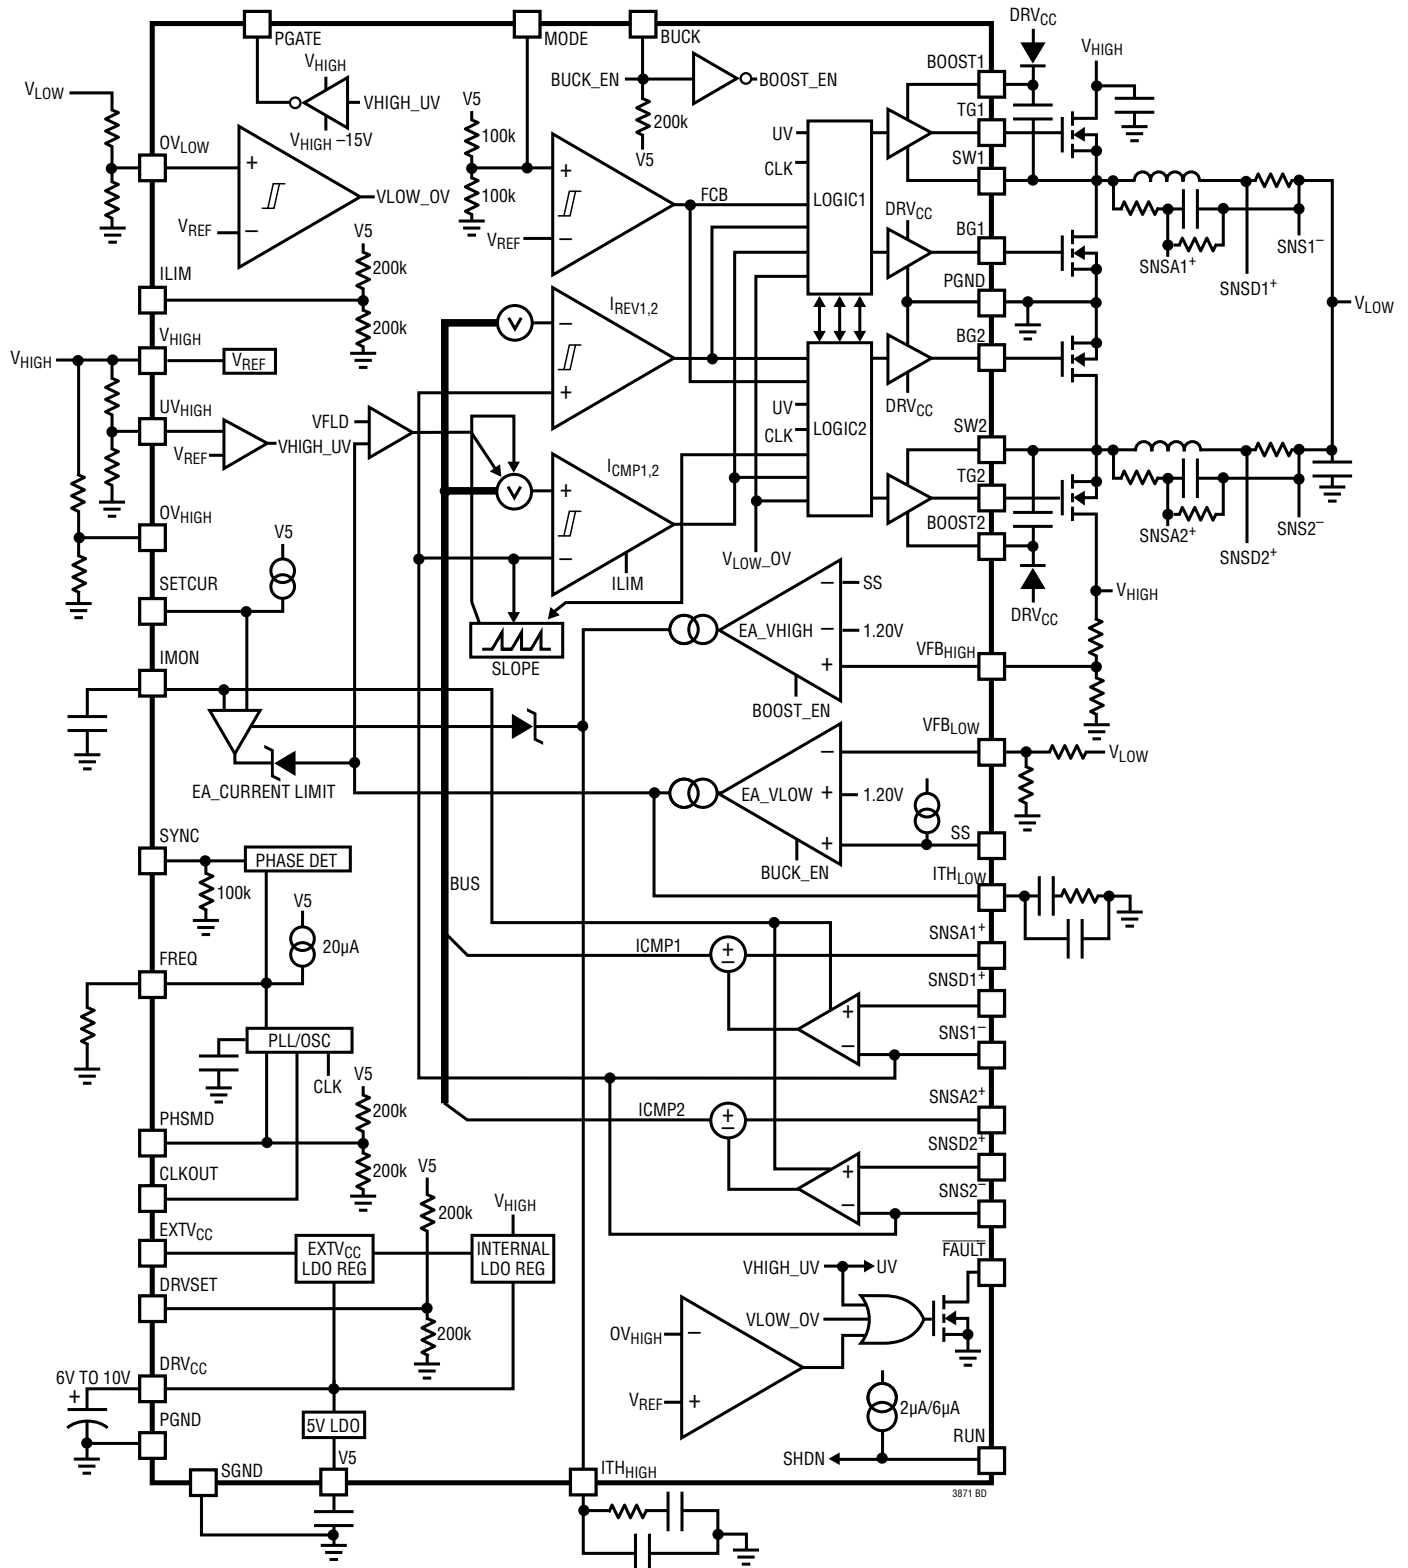 DRVCC
PGATE
MODE
BUCK
VHIGH
VHIGH
BUCK_EN
BOOST_EN
BOOST1
VLOW
VHIGH_UV
V5
200k
TG1
100k
UV
VHIGH –15V
V5
OVLOW
+
+
CLK
SW1
100k
LOGIC1
VLOW_OV
FCB
DRVCC
VREF
–
V5
VREF
–
BG1
SNS1–
SNSA1+
200k
ILIM
PGND
SNSD1+
IREV1,2
VLOW
200k
–
VHIGH
BG2
VHIGH
VREF
+
DRVCC
UVHIGH
UV
VFLD
SW2
CLK
LOGIC2
VHIGH_UV
VREF
ICMP1,2
TG2
+
OVHIGH
BOOST2
SNS2–
SNSA2+
V5
SNSD2+
–
VLOW_OV
ILIM
SETCUR
–
SS
VHIGH
DRVCC
EA_VHIGH
–
1.20V
SLOPE
VFBHIGH
IMON
+
BOOST_EN
VFBLOW
–
VLOW
EA_CURRENT LIMIT
EA_VLOW
+
1.20V
SYNC
SS
+
PHASE DET
BUCK_EN
ITHLOW
BUS
100k
V5
SNSA1+
20µA
ICMP1
+
–
FREQ
SNSD1+
+
PLL/OSC
SNS1–
–
CLK
V5
SNSA2+
PHSMD
200k
ICMP2
+
–
SNSD2+
CLKOUT
200k
V5
+
SNS2–
VHIGH
–
200k
EXTVCC
EXTVCC
LDO REG
INTERNAL
LDO REG
FAULT
VHIGH_UV
UV
DRVSET
VLOW_OV
200k
OVHIGH
–
DRVCC
6V TO 10V
+
VREF
+
2µA/6µA
PGND
5V LDO
RUN
SHDN
SGND
V5
ITHHIGH
3871 BD